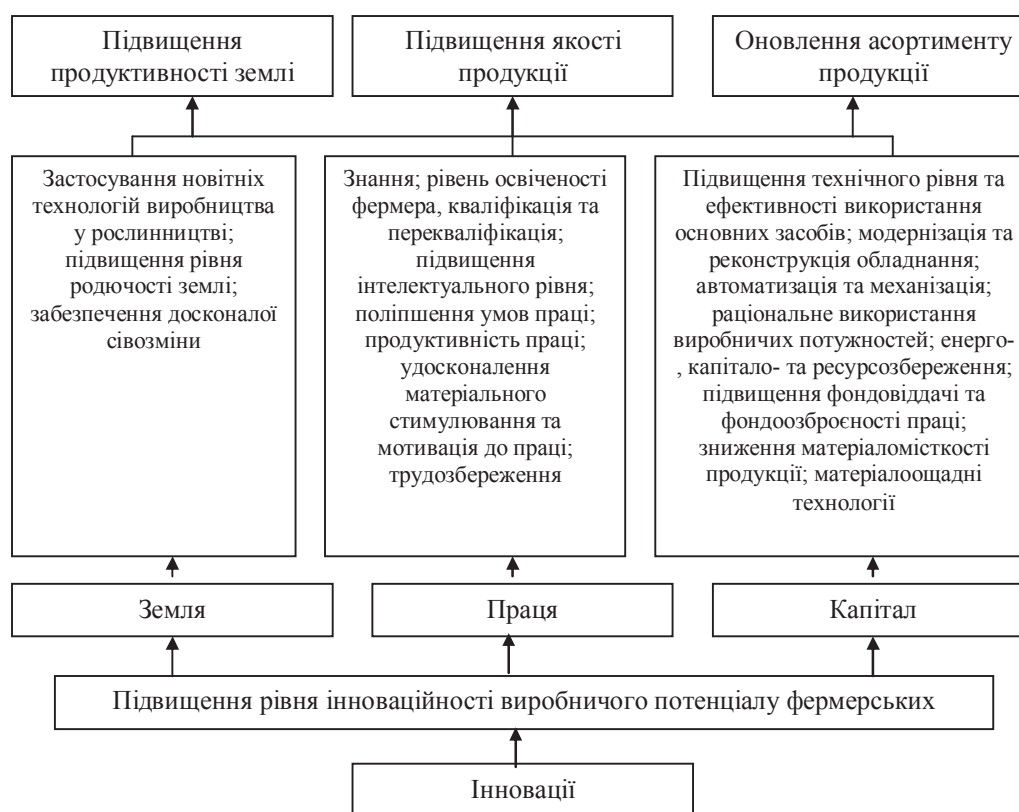 Підвищення
продуктивності землі
Підвищення якості
продукції
Оновлення асортименту
продукції
Застосування новітніх
технологій виробництва
у рослинництві;
підвищення рівня
родючості землі;
забезпечення досконалої
сівозміни
Знання; рівень освіченості
фермера, кваліфікація та
перекваліфікація;
підвищення
інтелектуального рівня;
поліпшення умов праці;
продуктивність праці;
удосконалення
матеріального
стимулювання та
мотивація до праці;
трудозбереження
Підвищення технічного рівня та
ефективності використання
основних засобів; модернізація та
реконструкція обладнання;
автоматизація та механізація;
раціональне використання
виробничих потужностей; енерго-
, капітало- та ресурсозбереження;
підвищення фондовіддачі та
фондоозброєності праці;
зниження матеріаломісткості
продукції; матеріалоощадні
технології
Земля
Праця
Капітал
Підвищення рівня інноваційності виробничого потенціалу фермерських
Інновації